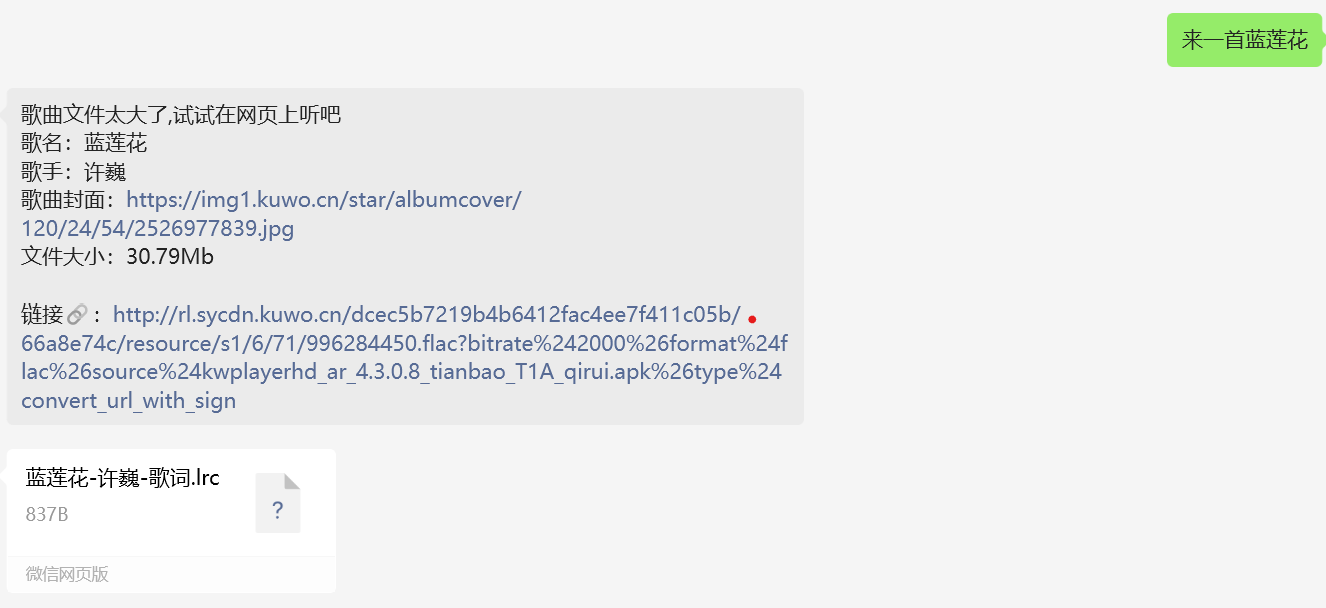 来一首蓝莲花
歌曲文件太大了,试试在网页上听吧
歌名：蓝莲花
歌手：许巍
歌曲封面：https://img1.kuwo.cn/star/albumcover/
120/24/54/2526977839.jpg
文件大小：30.79Mb
链接🔗：http://rl.sycdn.kuwo.cn/dcec5b7219b4b6412fac4ee7f411c05b/
66a8e74c/resource/s1/6/71/996284450.flac?bitrate%242000%26format%24f
lac%26source%24kwplayerhd_ar_4.3.0.8_tianbao_T1A_qirui.apk%26type%24
convert_url_with_sign
蓝莲花-许巍-歌词.lrc
837B
?
微信网页版